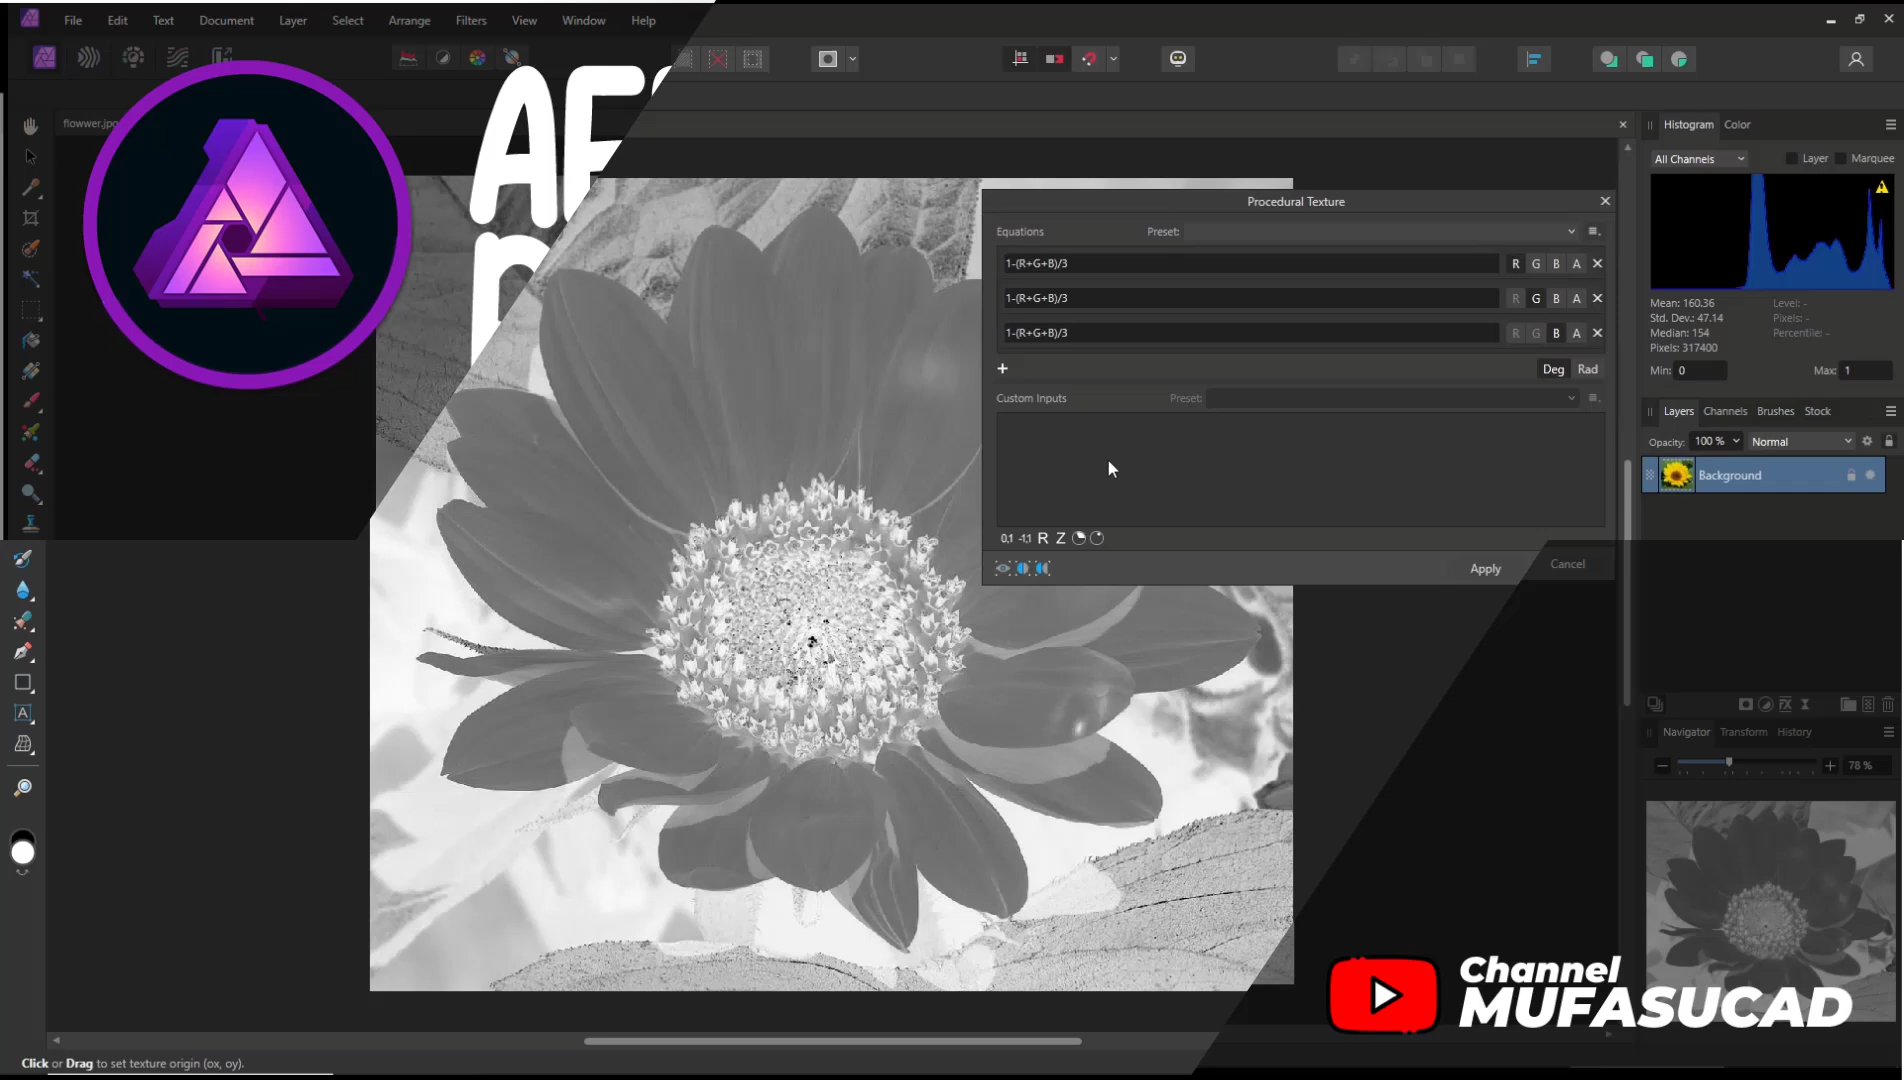 File Edit Text Document Layer Select Arrange Filters View Window Help
flowwer.jp
Histogram Color
All Channels Layer Marquee
Mean: 160.36 Level: -
Std. Dev.: 47.14 Pixels: -
Median: 154 Percentile: -
Pixels: 317400
Min: 0 Max: 1
Procedural Texture
Equations Preset:
1-(R+G+B)/3 R G B A
1-(R+G+B)/3 R G B A
1-(R+G+B)/3 R G B A
Deg Rad
Custom Inputs Preset:
0,1 -1,1 R Z
Apply Cancel
Layers Channels Brushes Stock
Opacity: 100 % Normal
Background
Navigator Transform History
78 %
Channel
MUFASUCAD
Click or Drag to set texture origin (ox, oy).